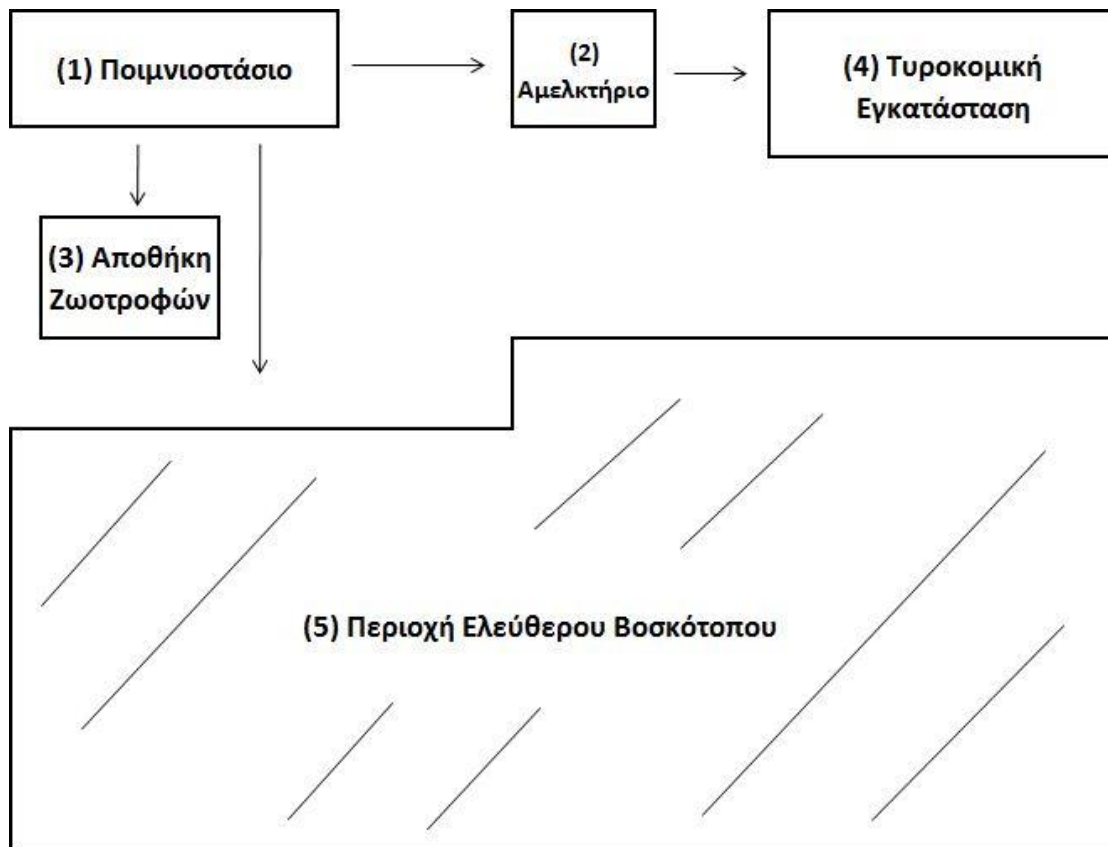 (1) Ποιμνιοστάσιο
(2)
Αμελκτήριο
(4) Τυροκομική
Εγκατάσταση
(3) Αποθήκη
Ζωοτροφών
(5) Περιοχή Ελεύθερου Βοσκότοπου